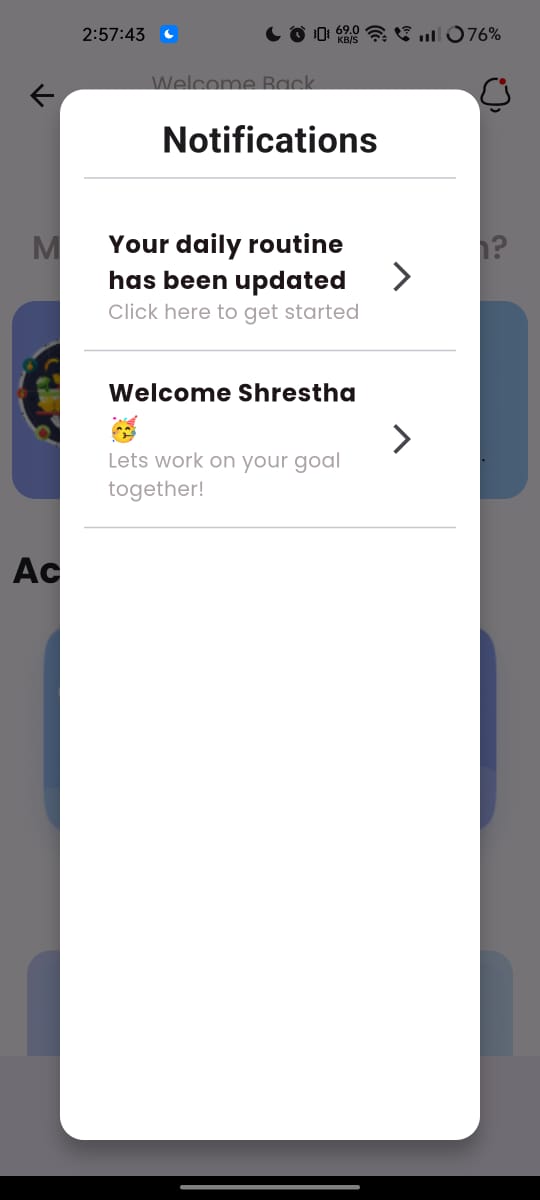 2:57:43
69.0
KB/S
76%
Welcome Back
Notifications
Your daily routine
has been updated
Click here to get started
Welcome Shrestha
🥳
Lets work on your goal
together!